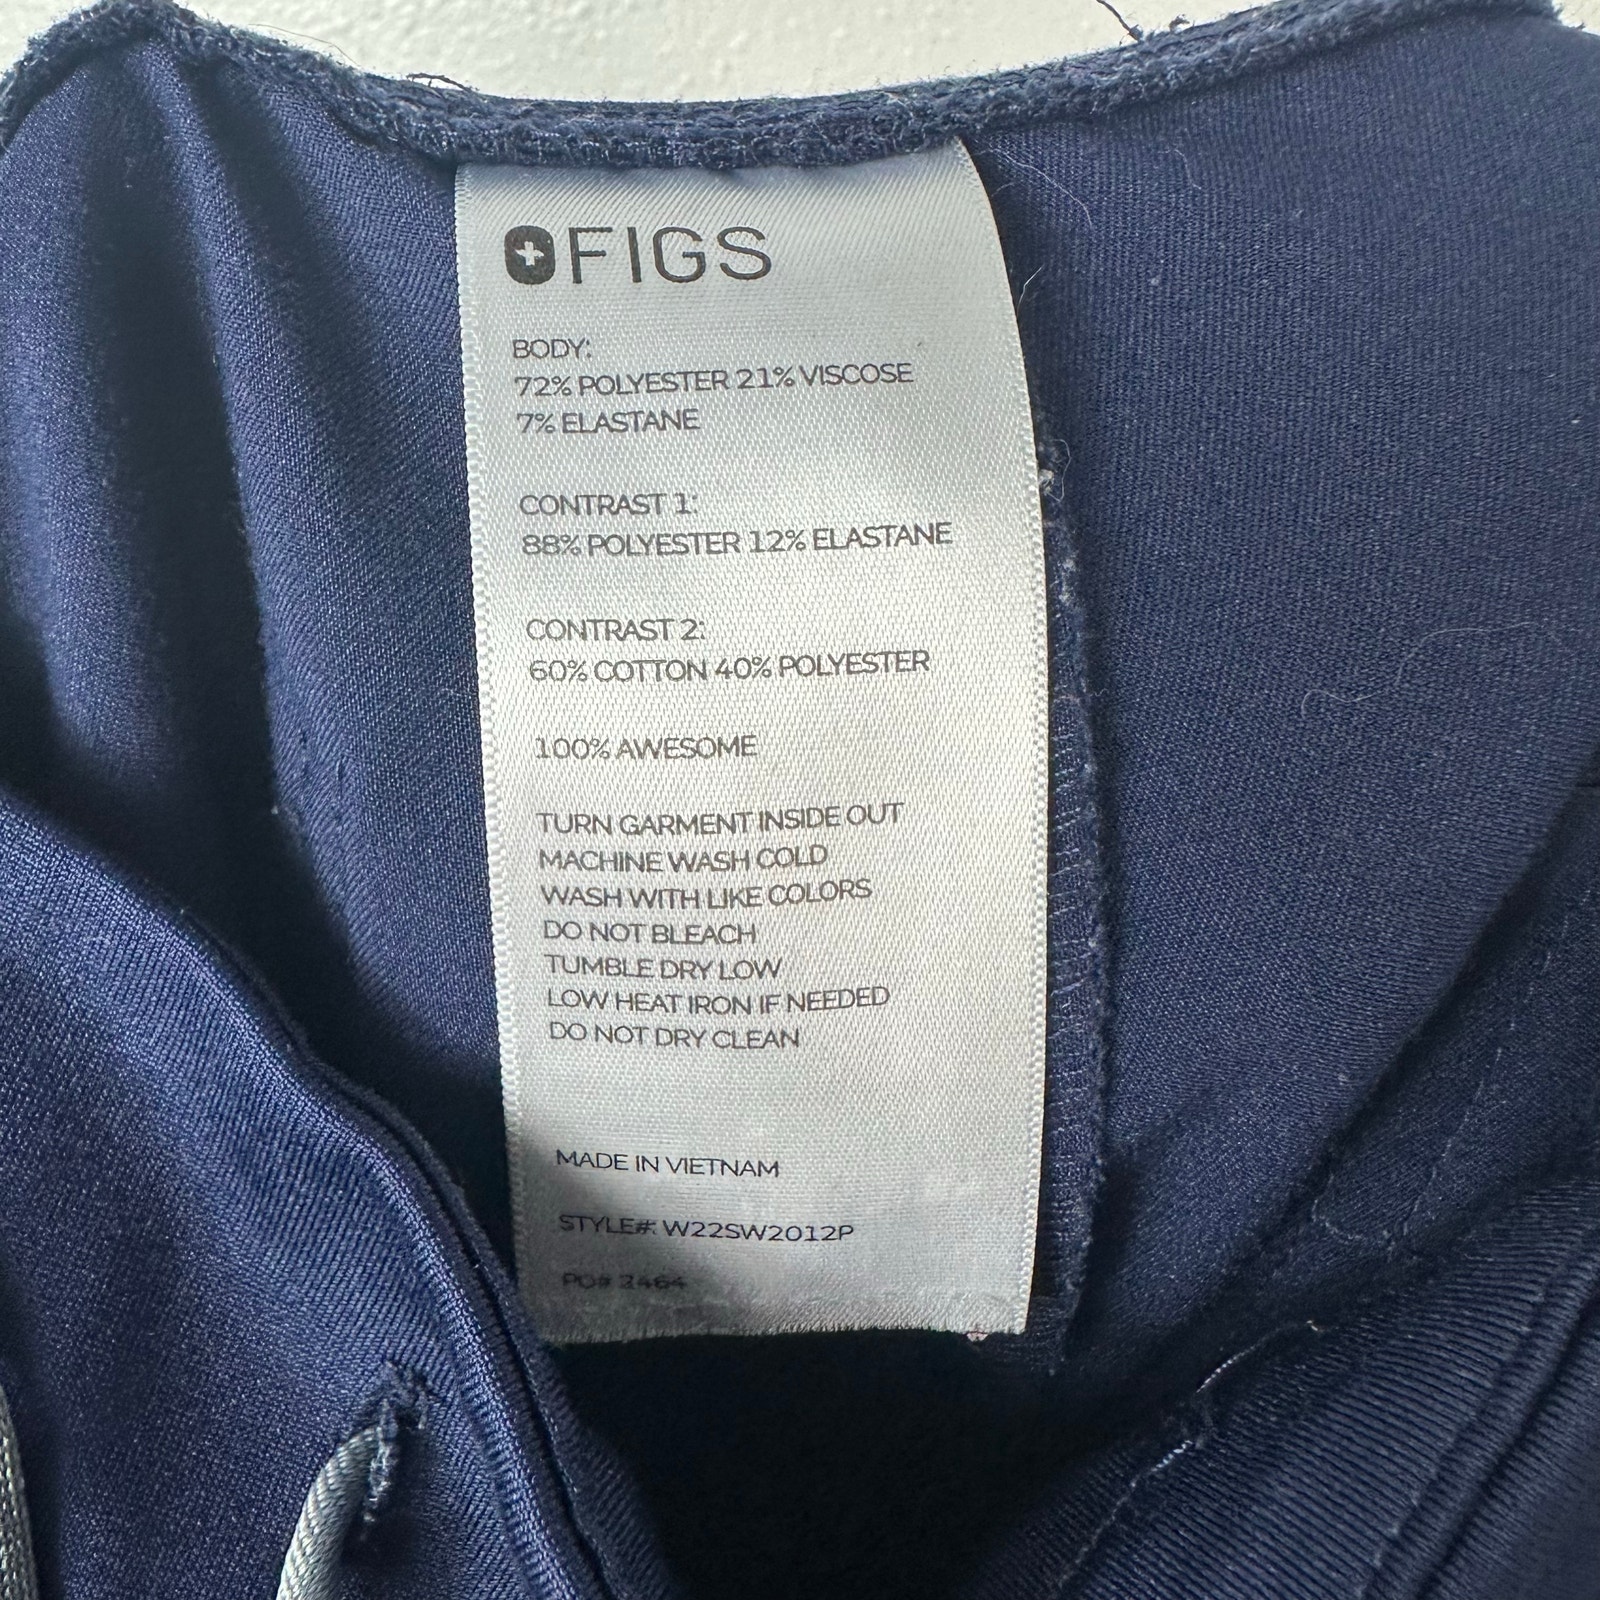 FIGS
BODY:
72% POLYESTER 21% VISCOSE
7% ELASTANE
CONTRAST 1:
88% POLYESTER 12% ELASTANE
CONTRAST 2:
60% COTTON 40% POLYESTER
100% AWESOME
TURN GARMENT INSIDE OUT
MACHINE WASH COLD
WASH WITH LIKE COLORS
DO NOT BLEACH
TUMBLE DRY LOW
LOW HEAT IRON IF NEEDED
DO NOT DRY CLEAN
MADE IN VIETNAM
STYLE#: W22SW2012P
PO# 2464